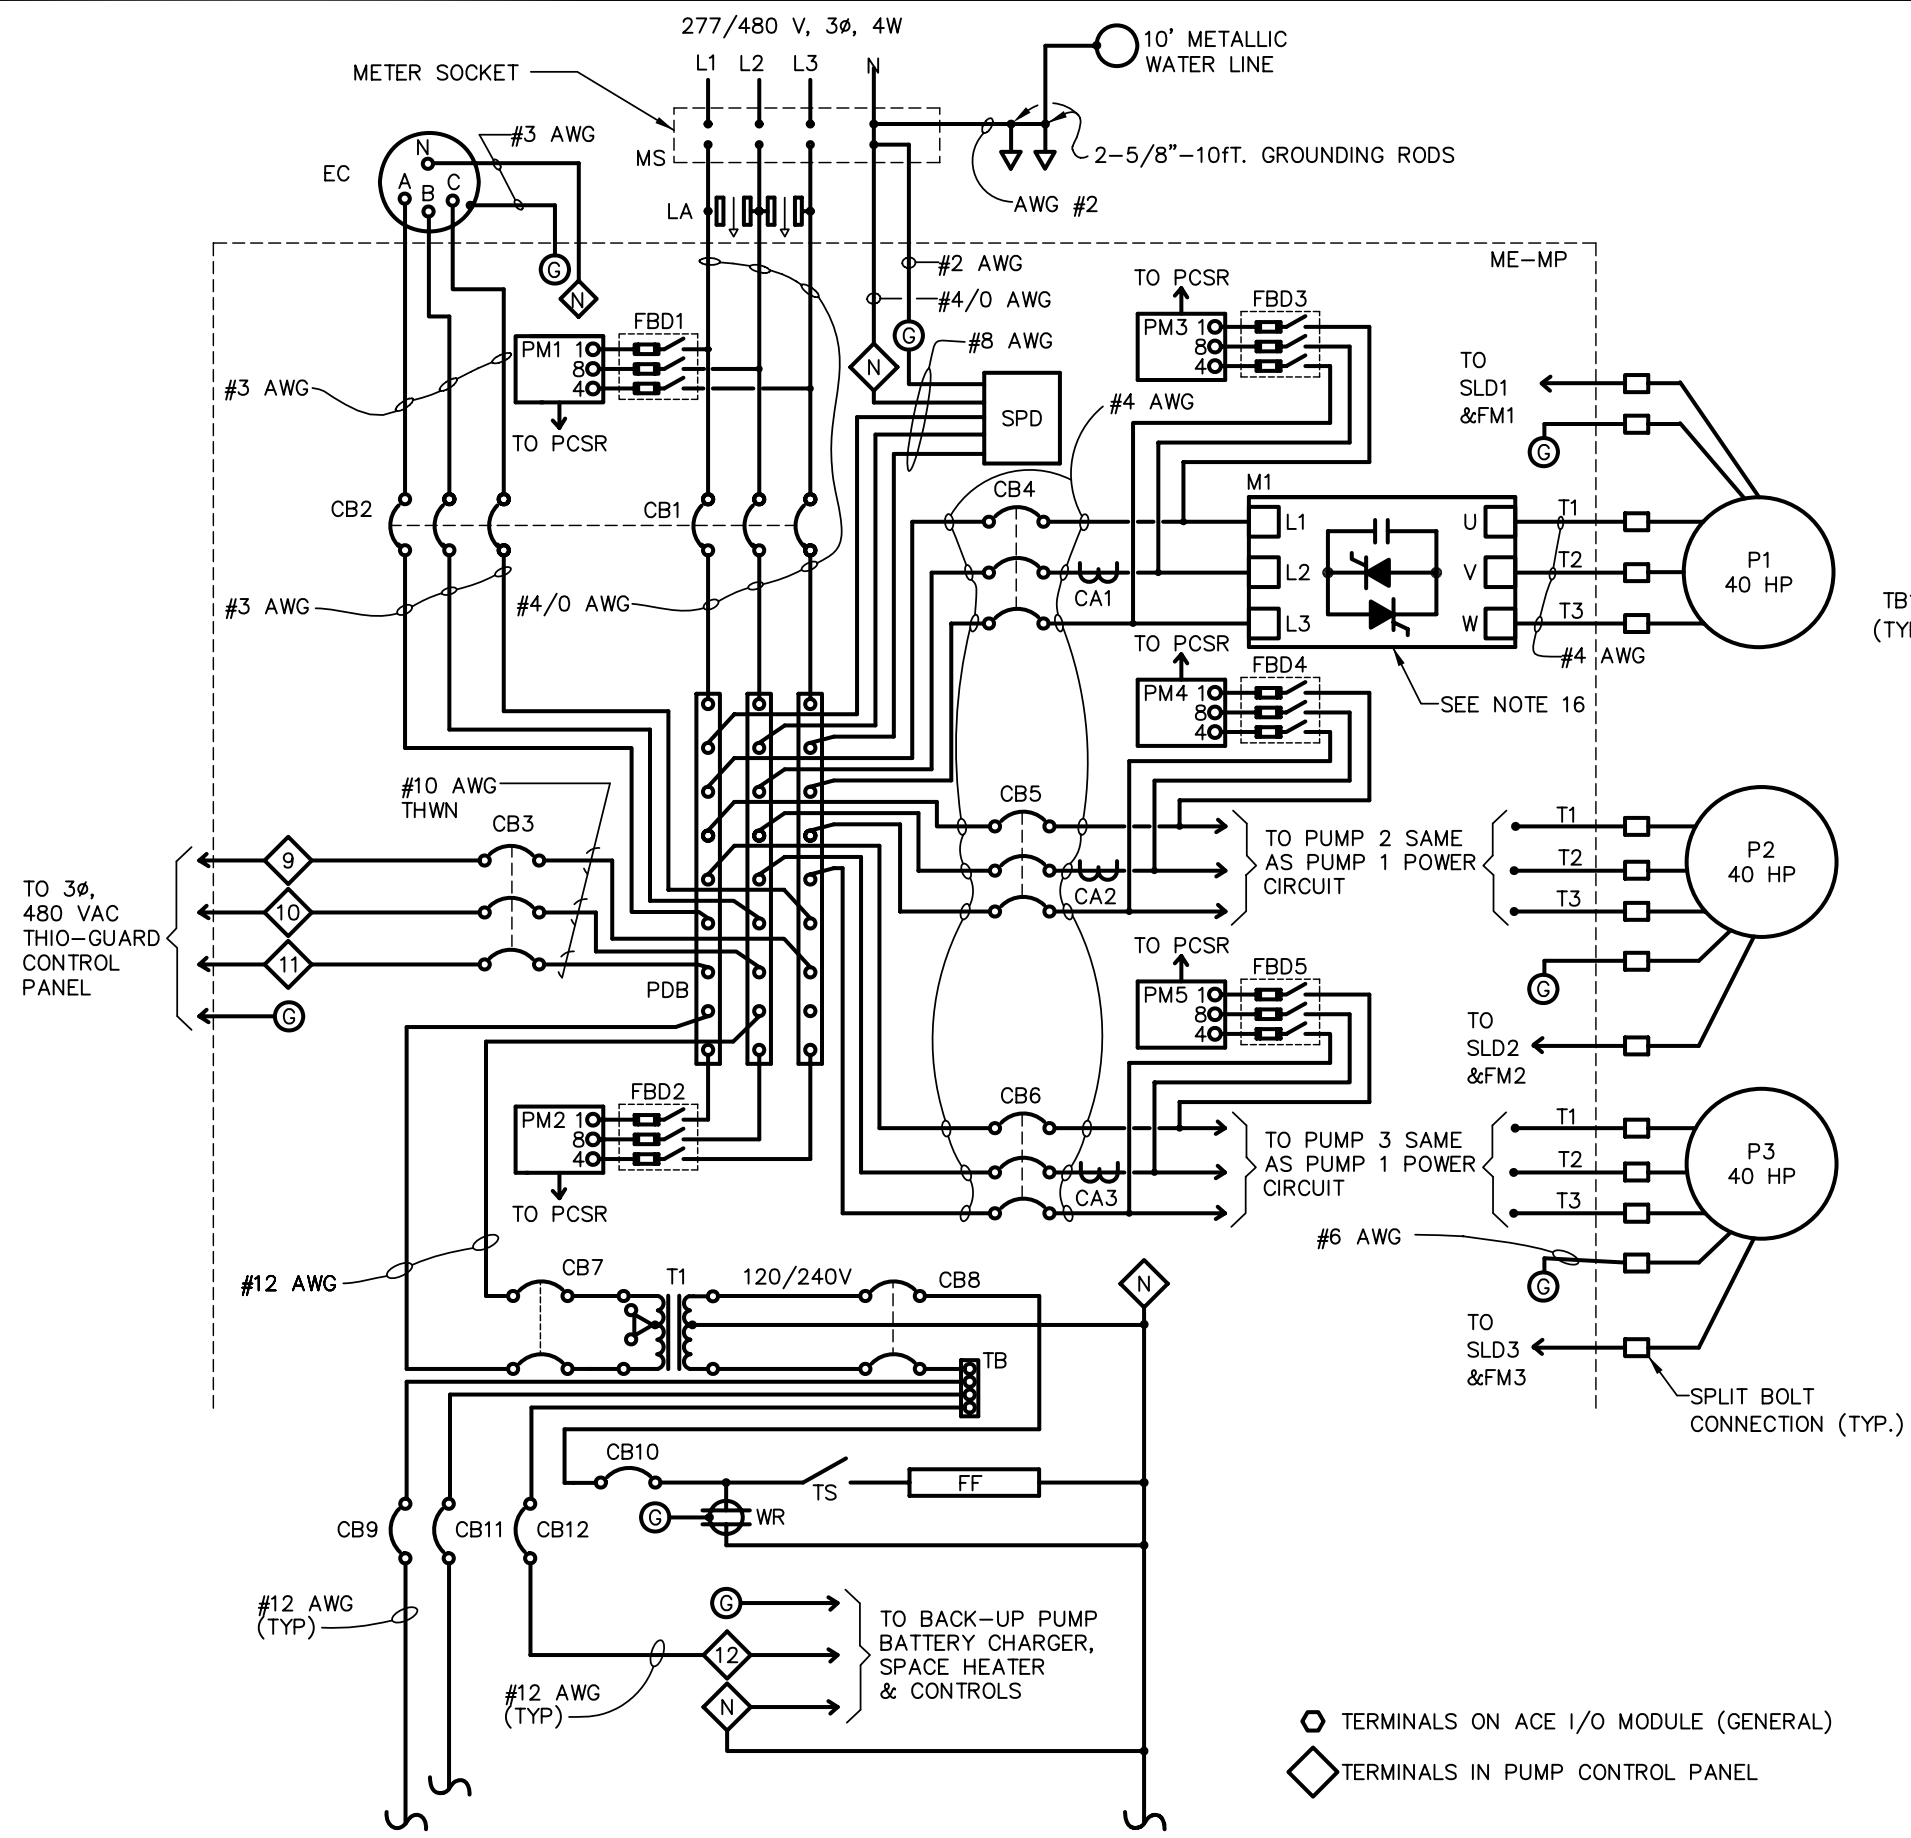 277/480 V, 3ø, 4W
L1
L2
L3
N
METER SOCKET
MS
10' METALLIC
WATER LINE
2-5/8"-10fT. GROUNDING RODS
AWG #2
#3 AWG
EC
N
A
B
C
G
N
LA
#2 AWG
#4/0 AWG
G
N
#8 AWG
SPD
ME-MP
TO PCSR
FBD3
PM3
1
8
4
FBD1
PM1
1
8
4
TO PCSR
#3 AWG
#4 AWG
TO
SLD1
&FM1
G
CB2
CB1
CB4
CA1
M1
L1
L2
L3
U
V
W
T1
T2
T3
P1
40 HP
TB1
#3 AWG
#4/0 AWG
#4 AWG
SEE NOTE 16
TO PCSR
FBD4
PM4
1
8
4
#10 AWG
THWN
CB3
9
10
11
G
TO 3ø,
480 VAC
THIO-GUARD
CONTROL
PANEL
PDB
CB5
CA2
TO PUMP 2 SAME
AS PUMP 1 POWER
CIRCUIT
T1
T2
T3
P2
40 HP
G
TO
SLD2
&FM2
TO PCSR
FBD5
PM5
1
8
4
FBD2
PM2
1
8
4
TO PCSR
CB6
CA3
TO PUMP 3 SAME
AS PUMP 1 POWER
CIRCUIT
T1
T2
T3
P3
40 HP
#6 AWG
G
TO
SLD3
&FM3
SPLIT BOLT
CONNECTION (TYP.)
#12 AWG
CB7
T1
120/240V
CB8
N
TB
CB10
TS
FF
G
WR
CB9
CB11
CB12
#12 AWG
(TYP)
G
12
N
TO BACK-UP PUMP
BATTERY CHARGER,
SPACE HEATER
& CONTROLS
#12 AWG
(TYP)
TERMINALS ON ACE I/O MODULE (GENERAL)
TERMINALS IN PUMP CONTROL PANEL